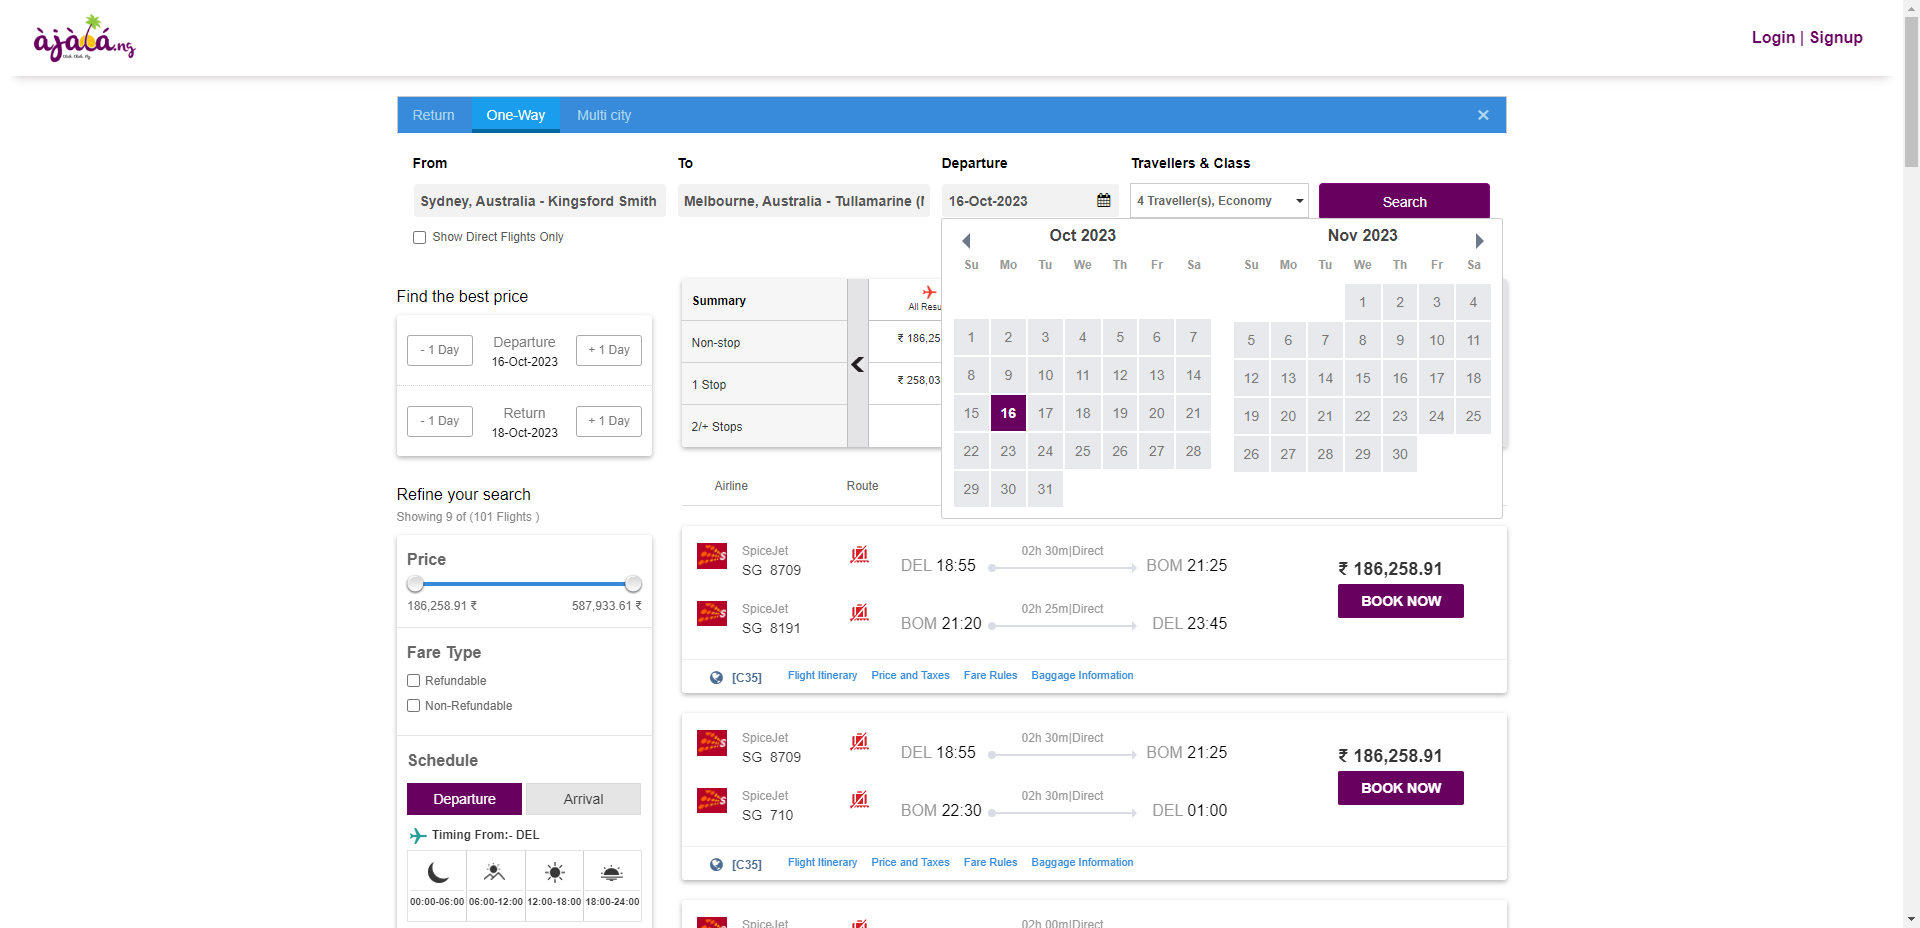 àjàlá.ng
Login | Signup
Return One-Way Multi city ×
From To Departure Travellers & Class
Sydney, Australia - Kingsford Smith Melbourne, Australia - Tullamarine ( 16-Oct-2023 4 Traveller(s), Economy Search
Show Direct Flights Only
Oct 2023 Nov 2023
Su Mo Tu We Th Fr Sa Su Mo Tu We Th Fr Sa
1 2 3 4
1 2 3 4 5 6 7 5 6 7 8 9 10 11
8 9 10 11 12 13 14 12 13 14 15 16 17 18
15 16 17 18 19 20 21 19 20 21 22 23 24 25
22 23 24 25 26 27 28 26 27 28 29 30
29 30 31
Find the best price
- 1 Day Departure + 1 Day
16-Oct-2023
- 1 Day Return + 1 Day
18-Oct-2023
Summary All Resu
Non-stop ₹ 186,25
1 Stop ₹ 258,03
2/+ Stops
Airline Route
Refine your search
Showing 9 of (101 Flights )
Price
186,258.91 ₹ 587,933.61 ₹
Fare Type
Refundable
Non-Refundable
Schedule
Departure Arrival
Timing From:- DEL
00:00-06:00 06:00-12:00 12:00-18:00 18:00-24:00
SpiceJet 02h 30m|Direct
SG 8709 DEL 18:55 BOM 21:25 ₹ 186,258.91
BOOK NOW
SpiceJet 02h 25m|Direct
SG 8191 BOM 21:20 DEL 23:45
[C35] Flight Itinerary Price and Taxes Fare Rules Baggage Information
SpiceJet 02h 30m|Direct
SG 8709 DEL 18:55 BOM 21:25 ₹ 186,258.91
BOOK NOW
SpiceJet 02h 30m|Direct
SG 710 BOM 22:30 DEL 01:00
[C35] Flight Itinerary Price and Taxes Fare Rules Baggage Information
SpiceJet 02h 00m|Direct